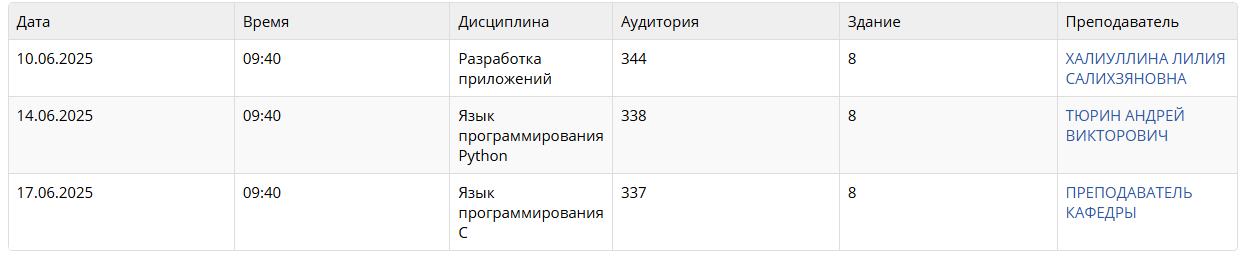 Дата Время Дисциплина Аудитория Здание Преподаватель
10.06.2025 09:40 Разработка 344 8 ХАЛИУЛЛИНА ЛИЛИЯ
приложений САЛИХЗЯНОВНА
14.06.2025 09:40 Язык 338 8 ТЮРИН АНДРЕЙ
программирования ВИКТОРОВИЧ
Python
17.06.2025 09:40 Язык 337 8 ПРЕПОДАВАТЕЛЬ
программирования КАФЕДРЫ
C